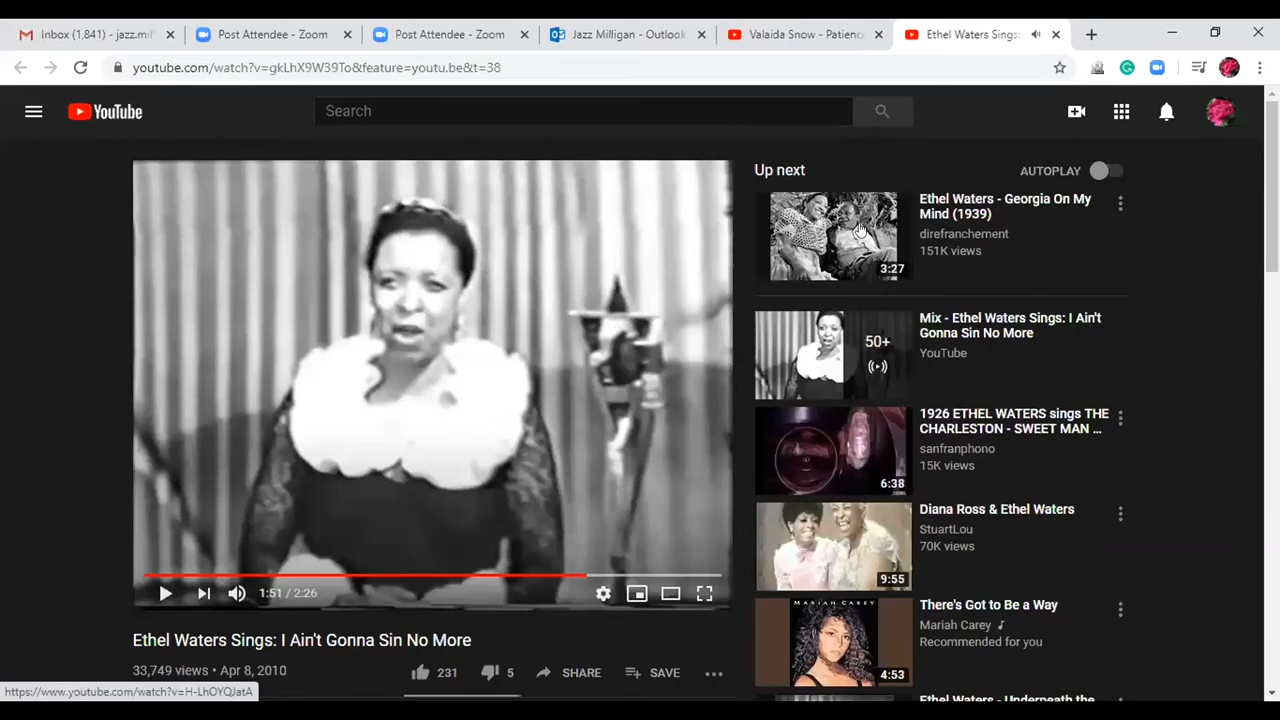 Inbox (1,841) - jazz.mil
Post Attendee - Zoom
Post Attendee - Zoom
Jazz Milligan - Outlook
Valaida Snow - Patience
Ethel Waters Sings:
youtube.com/watch?v=gkLhX9W39To&feature=youtu.be&t=38
YouTube
Search
Up next
AUTOPLAY
Ethel Waters - Georgia On My
Mind (1939)
direfranchement
151K views
3:27
Mix - Ethel Waters Sings: I Ain't
Gonna Sin No More
YouTube
50+
1926 ETHEL WATERS sings THE
CHARLESTON - SWEET MAN ...
sanfranphono
15K views
6:38
Diana Ross & Ethel Waters
StuartLou
70K views
9:55
There's Got to Be a Way
Mariah Carey
Recommended for you
MARIAH CAREY
4:53
Ethel Waters - Underneath the
1:51 / 2:26
Ethel Waters Sings: I Ain't Gonna Sin No More
33,749 views • Apr 8, 2010
231
5
SHARE
SAVE
https://www.youtube.com/watch?v=H-LhOYQJatA